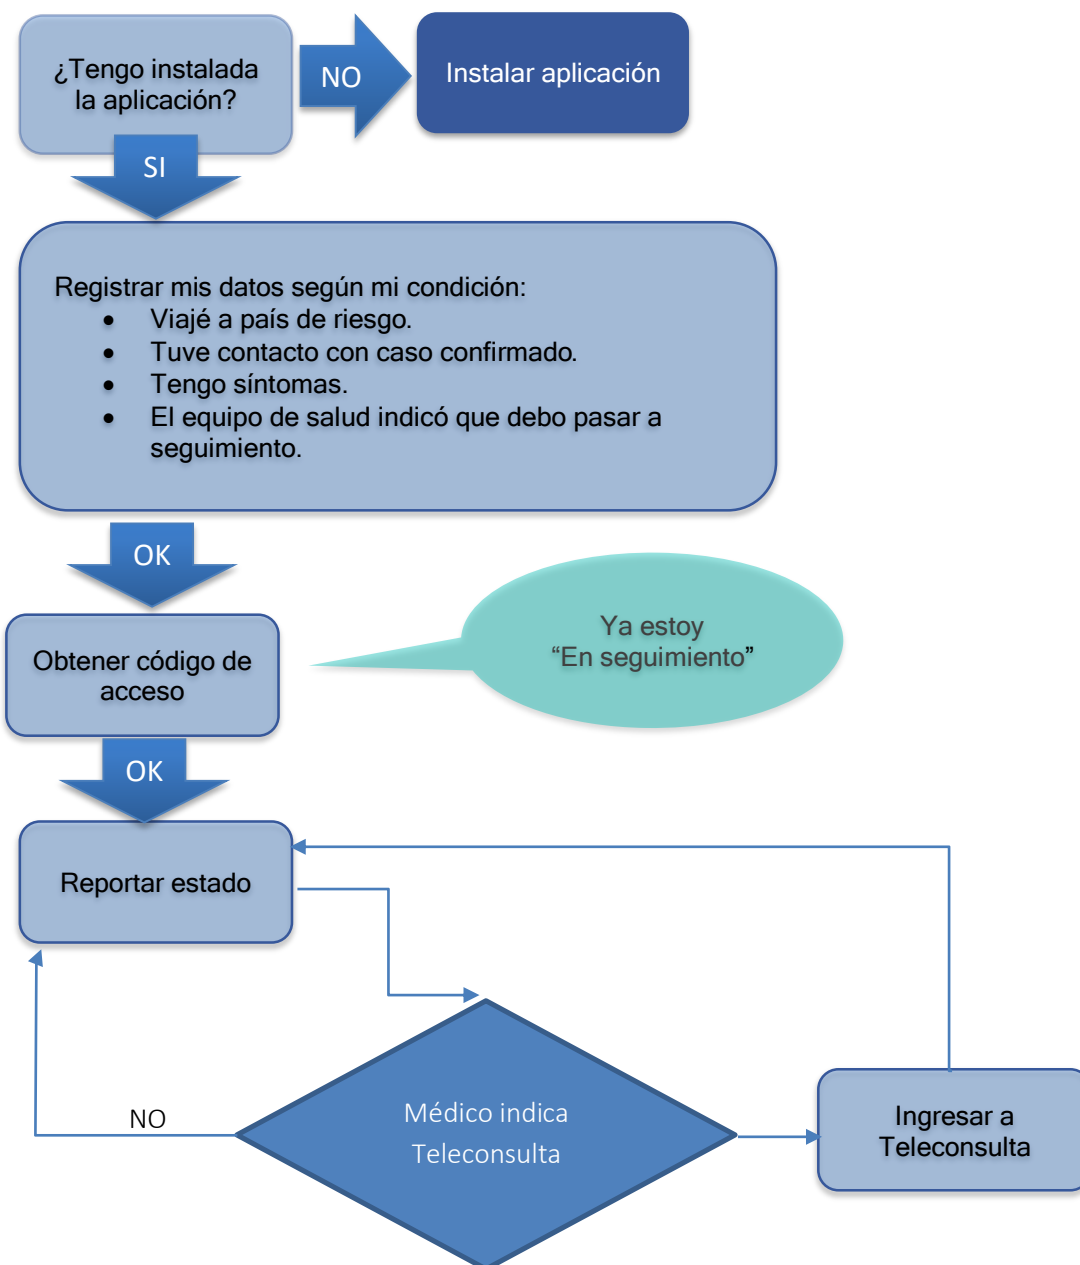 ¿Tengo instalada
la aplicación?
NO
Instalar aplicación
SI
Registrar mis datos según mi condición:
• Viajé a país de riesgo.
• Tuve contacto con caso confirmado.
• Tengo síntomas.
• El equipo de salud indicó que debo pasar a
seguimiento.
OK
Ya estoy
“En seguimiento”
Obtener código de
acceso
OK
Reportar estado
NO
Médico indica
Teleconsulta
Ingresar a
Teleconsulta